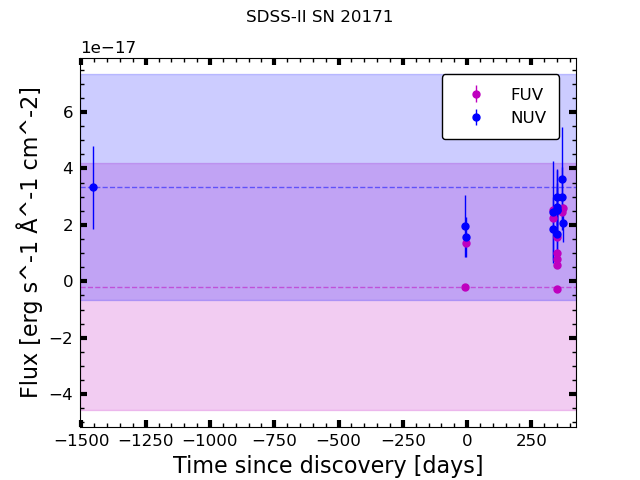 SDSS-II SN 20171
1e−17
FUV
NUV
6
4
2
0
−2
−4
Flux [erg s^-1 Å^-1 cm^-2]
−1500 −1250 −1000 −750 −500 −250 0 250
Time since discovery [days]